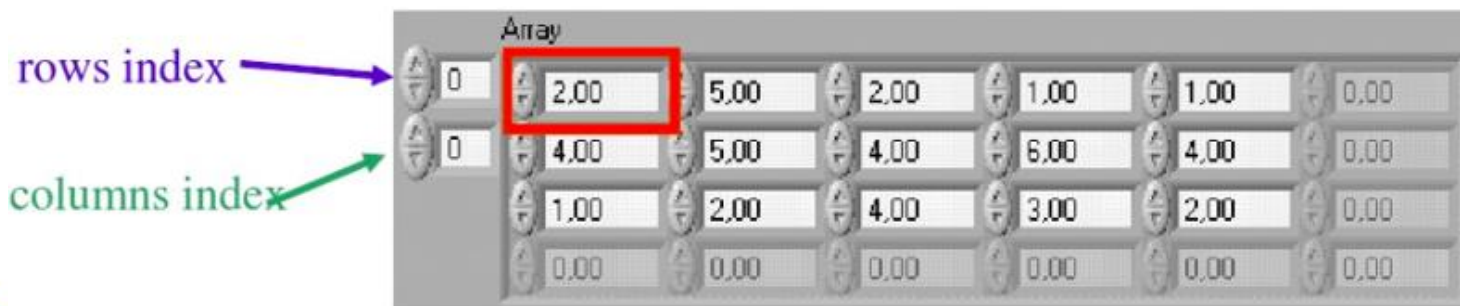 Array
rows index
0 2,00 5,00 2,00 1,00 1,00 0,00
0 4,00 5,00 4,00 6,00 4,00 0,00
columns index
1,00 2,00 4,00 3,00 2,00 0,00
0,00 0,00 0,00 0,00 0,00 0,00